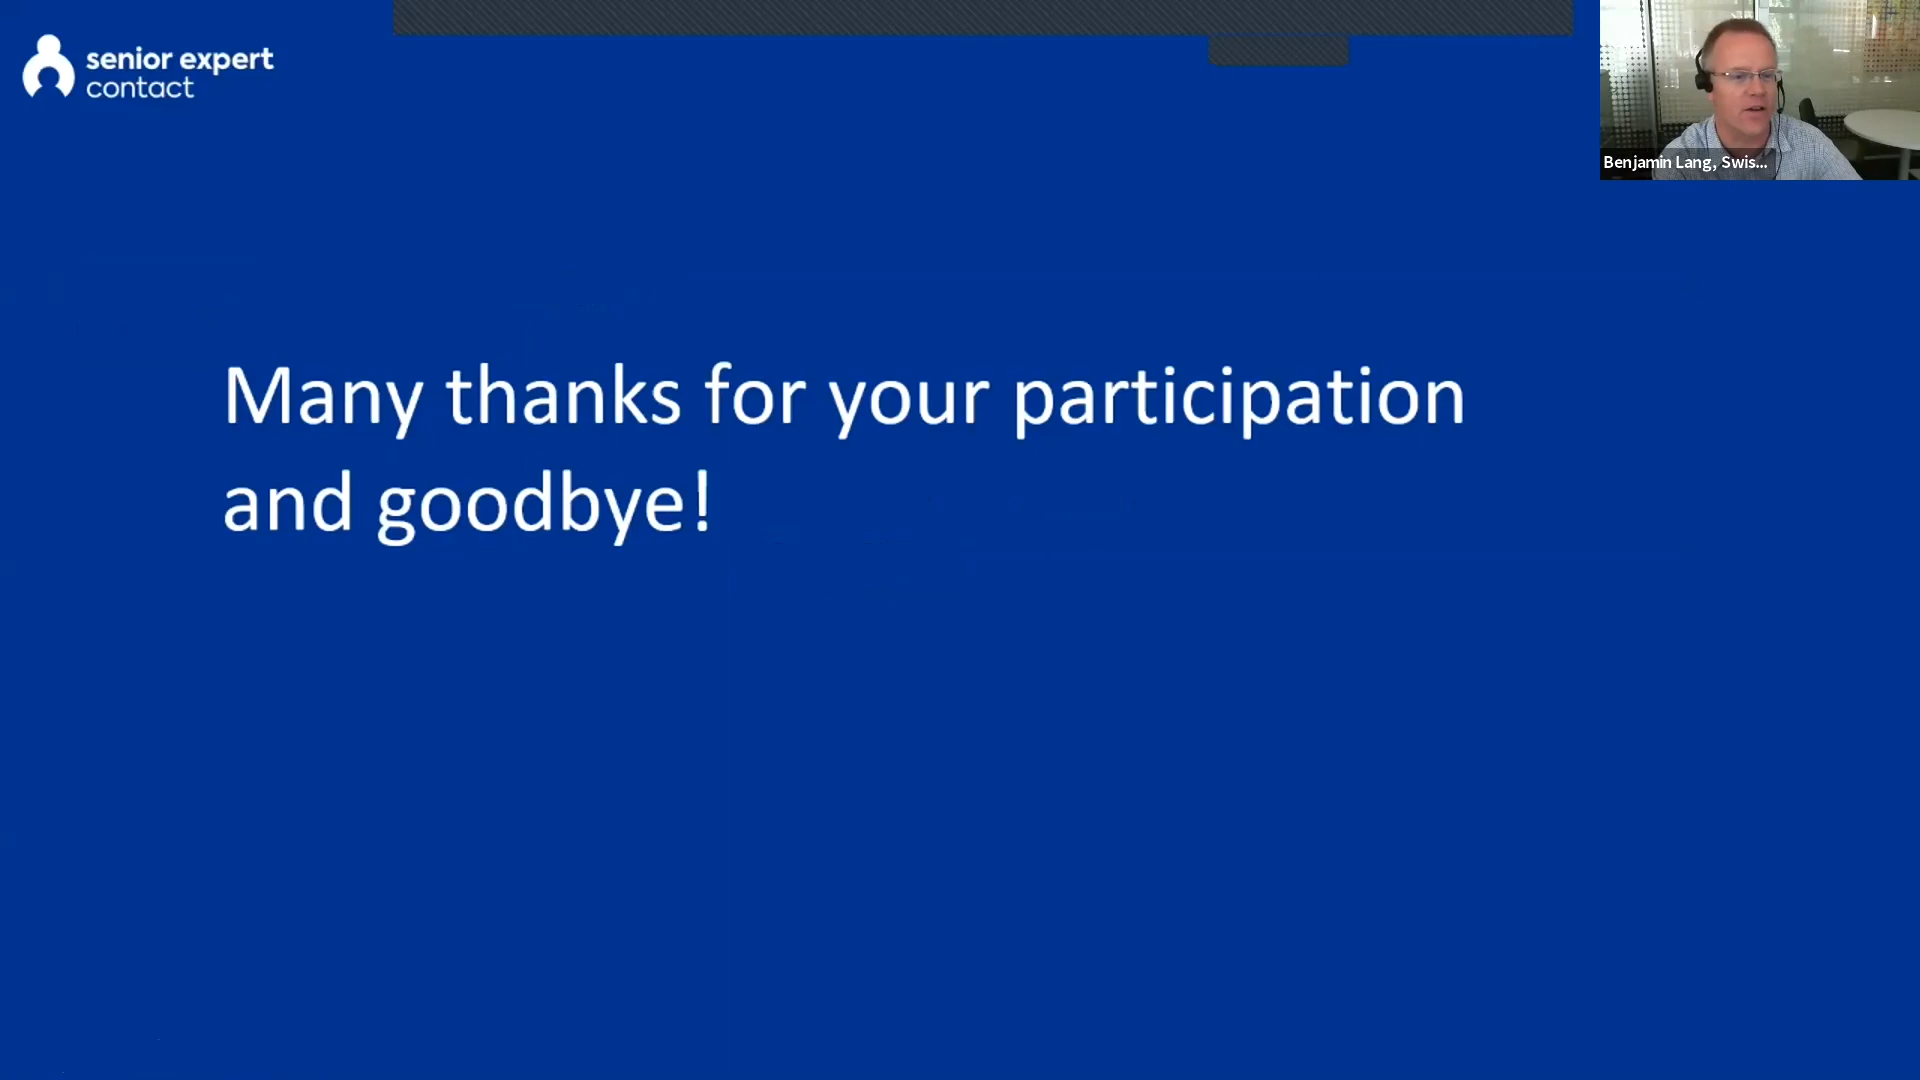 senior expert
contact
Benjamin Lang, Swis...
Many thanks for your participation
and goodbye!